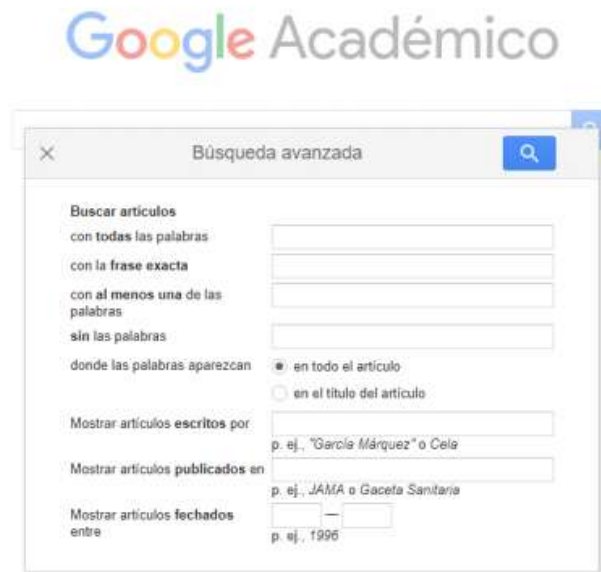 Google Académico
Búsqueda avanzada
Buscar artículos
con todas las palabras
con la frase exacta
con al menos una de las
palabras
sin las palabras
donde las palabras aparezcan
en todo el artículo
en el título del artículo
Mostrar artículos escritos por
p. ej., "García Márquez" o Cela
Mostrar artículos publicados en
p. ej., JAMA o Gaceta Sanitaria
Mostrar artículos fechados
entre
—
p. ej., 1996